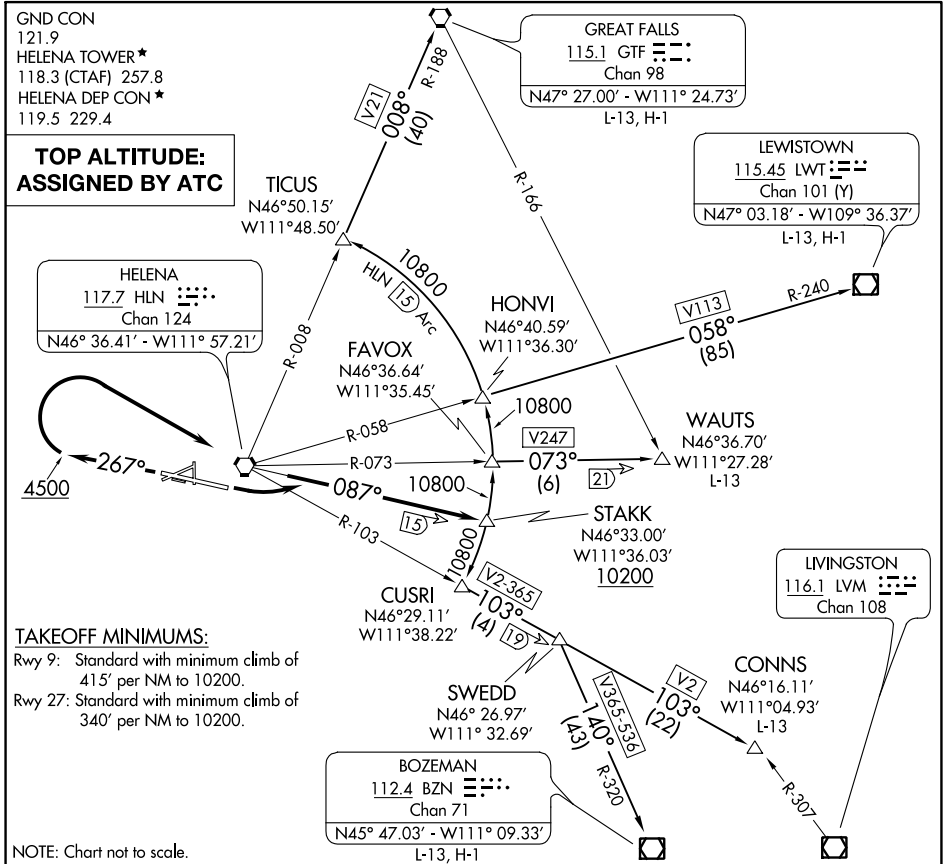 GND CON
121.9
HELENA TOWER★
118.3 (CTAF) 257.8
HELENA DEP CON★
119.5 229.4
TOP ALTITUDE:
ASSIGNED BY ATC
GREAT FALLS
115.1 GTF
Chan 98
N47° 27.00' - W111° 24.73'
L-13, H-1
R-188
V21
008°
(40)
R-166
LEWISTOWN
115.45 LWT
Chan 101 (Y)
N47° 03.18' - W109° 36.37'
L-13, H-1
TICUS
N46°50.15'
W111°48.50'
HELENA
117.7 HLN
Chan 124
N46° 36.41' - W111° 57.21'
10800
HLN 15 Arc
R-008
HONVI
N46°40.59'
W111°36.30'
V113
058°
(85)
R-240
FAVOX
N46°36.64'
W111°35.45'
R-058
10800
WAUTS
N46°36.70'
W111°27.28'
L-13
V247
073°
(6)
21
R-073
267°
4500
087°
15
10800
STAKK
N46°33.00'
W111°36.03'
10200
R-103
10800
CUSRI
N46°29.11'
W111°38.22'
V2-365
103°
(4)
19
LIVINGSTON
116.1 LVM
Chan 108
TAKEOFF MINIMUMS:
Rwy 9: Standard with minimum climb of
415' per NM to 10200.
Rwy 27: Standard with minimum climb of
340' per NM to 10200.
SWEDD
N46° 26.97'
W111° 32.69'
V2
103°
(22)
CONNS
N46°16.11'
W111°04.93'
L-13
V365-536
140°
(43)
R-320
R-307
BOZEMAN
112.4 BZN
Chan 71
N45° 47.03' - W111° 09.33'
L-13, H-1
NOTE: Chart not to scale.